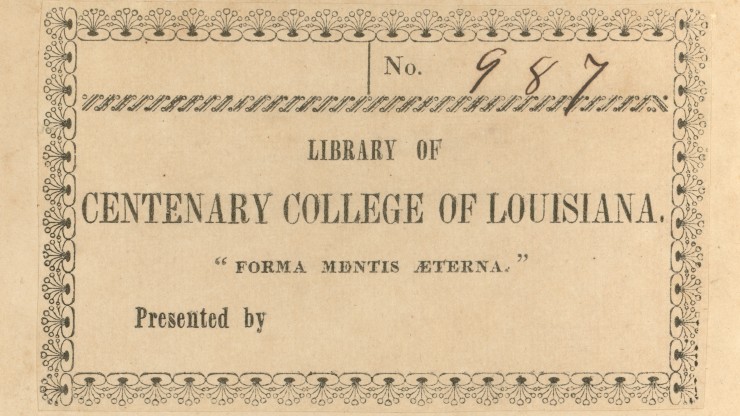 No. 987
LIBRARY OF
CENTENARY COLLEGE OF LOUISIANA.
"FORMA MENTIS ÆTERNA."
Presented by